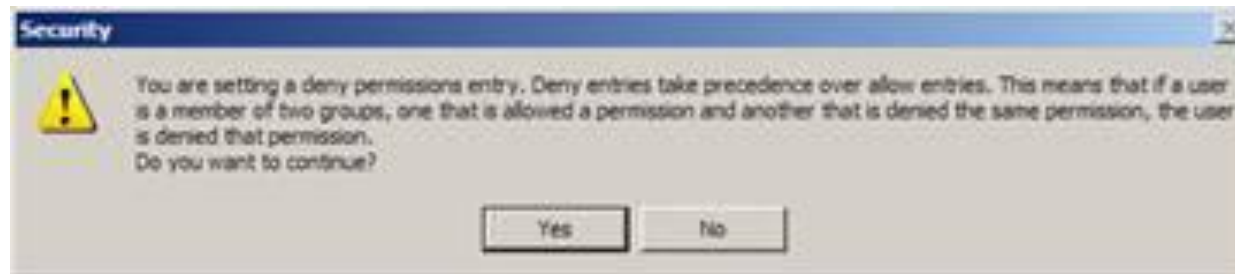 Security
You are setting a deny permissions entry. Deny entries take precedence over allow entries. This means that if a user
is a member of two groups, one that is allowed a permission and another that is denied the same permission, the user
is denied that permission.
Do you want to continue?
Yes No